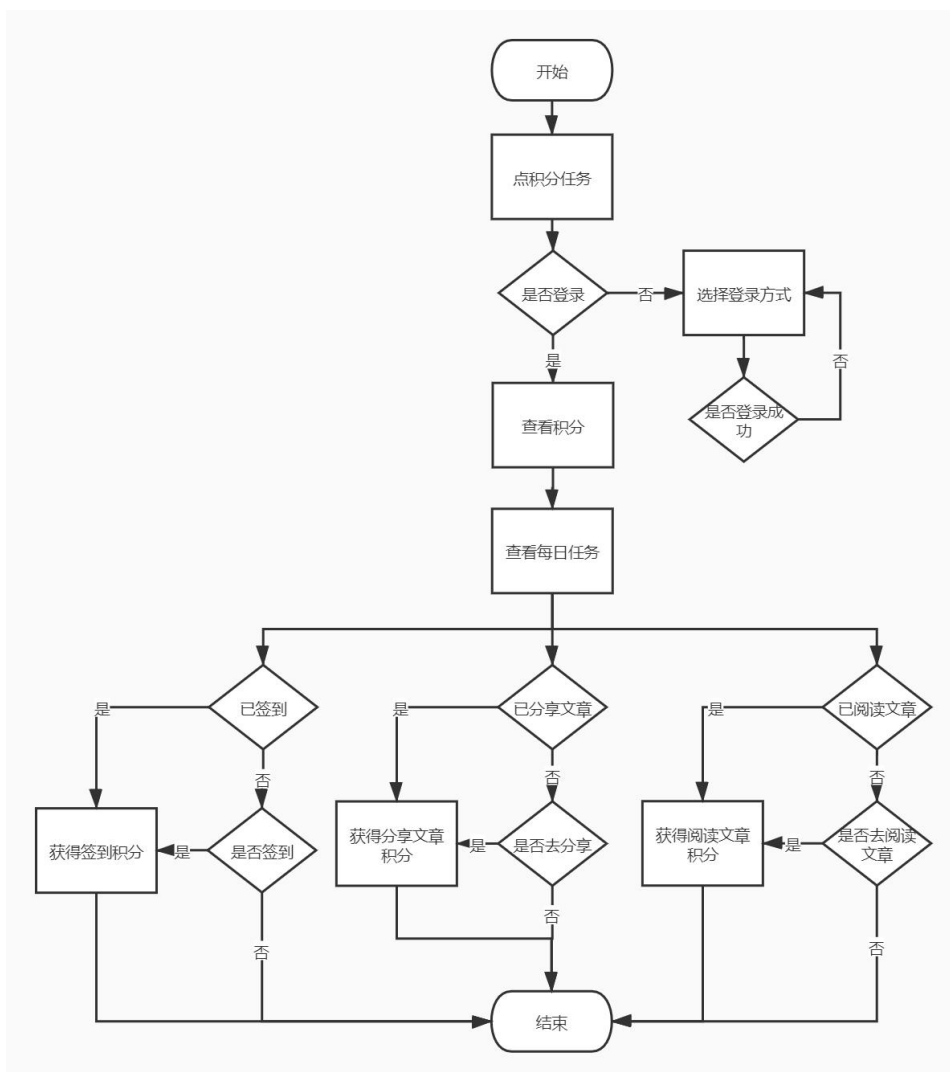 开始
点积分任务
是否登录
否
选择登录方式
是
否
是否登录成
功
查看积分
查看每日任务
已签到
是
否
已分享文章
是
否
已阅读文章
是
否
获得签到积分
是
是否签到
获得分享文章
积分
是
是否去分享
获得阅读文章
积分
是
是否去阅读
文章
否
否
否
结束